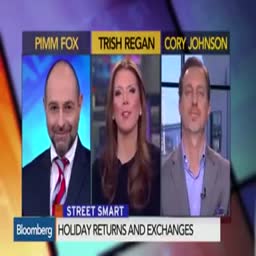 PIMM FOX
TRISH REGAN
CORY JOHNSON
STREET SMART
Bloomberg
HOLIDAY RETURNS AND EXCHANGES